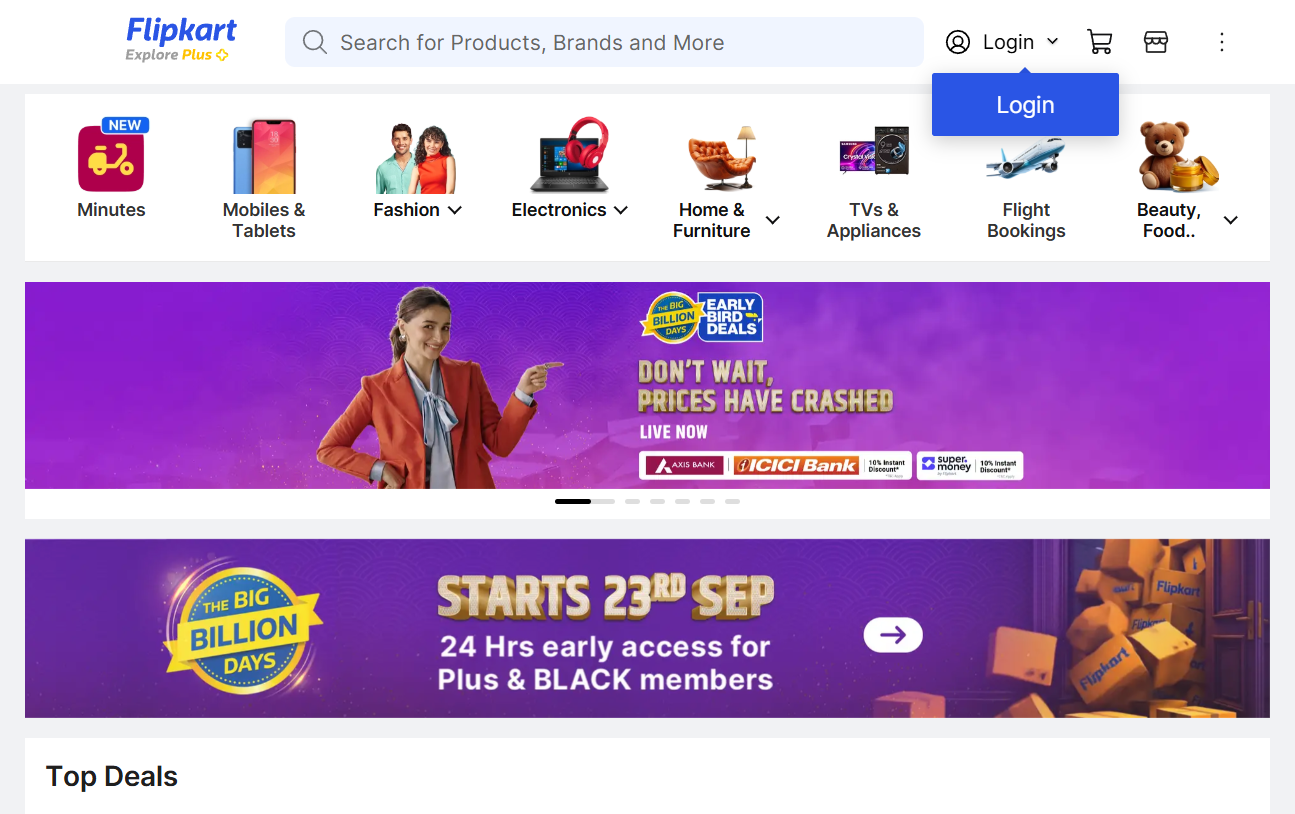 Flipkart
Explore Plus
Search for Products, Brands and More
Login
Login
NEW
Minutes
Mobiles &
Tablets
Fashion
Electronics
Home &
Furniture
TVs &
Appliances
Flight
Bookings
Beauty,
Food..
THE BIG
BILLION
DAYS
EARLY
BIRD
DEALS
DON'T WAIT,
PRICES HAVE CRASHED
LIVE NOW
AXIS BANK
ICICI Bank
10% Instant
Discount*
super.
money
10% Instant
Discount*
THE BIG
BILLION
DAYS
STARTS 23RD SEP
24 Hrs early access for
Plus & BLACK members
Flipkart
Flipkart
Top Deals